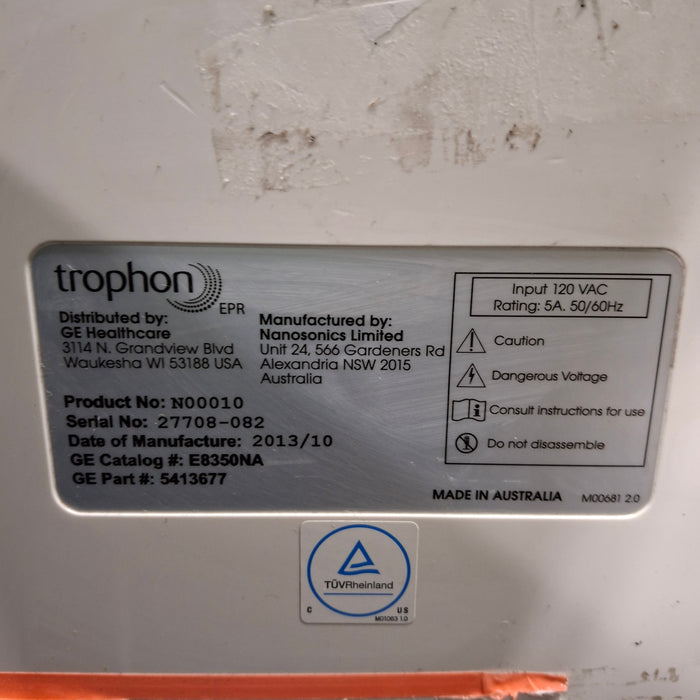 trophon
EPR
Distributed by:
GE Healthcare
3114 N. Grandview Blvd
Waukesha WI 53188 USA
Manufactured by:
Nanosonics Limited
Unit 24, 566 Gardeners Rd
Alexandria NSW 2015
Australia
Product No: N00010
Serial No: 27708-082
Date of Manufacture: 2013/10
GE Catalog #: E8350NA
GE Part #: 5413677
Input 120 VAC
Rating: 5A. 50/60Hz
Caution
Dangerous Voltage
Consult instructions for use
Do not disassemble
MADE IN AUSTRALIA M00681 2.0
TÜVRheinland
C US
M01063 1.0